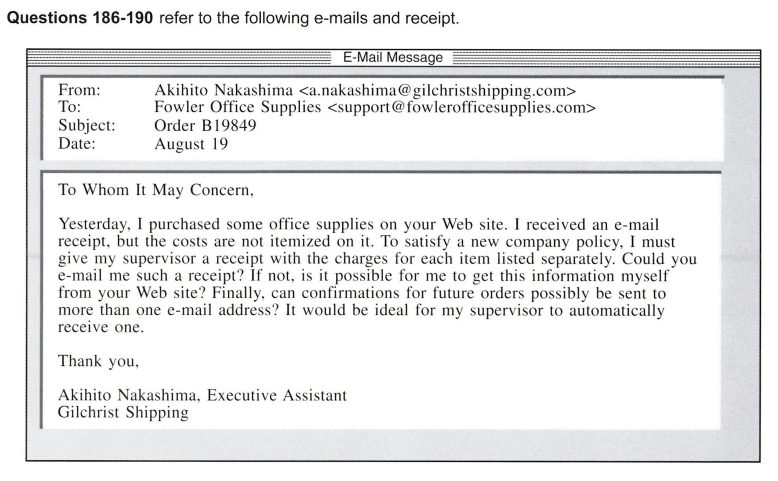 Questions 186-190 refer to the following e-mails and receipt.
E-Mail Message
From: Akihito Nakashima <a.nakashima@gilchristshipping.com>
To: Fowler Office Supplies <support@fowlerofficesupplies.com>
Subject: Order B19849
Date: August 19
To Whom It May Concern,
Yesterday, I purchased some office supplies on your Web site. I received an e-mail
receipt, but the costs are not itemized on it. To satisfy a new company policy, I must
give my supervisor a receipt with the charges for each item listed separately. Could you
e-mail me such a receipt? If not, is it possible for me to get this information myself
from your Web site? Finally, can confirmations for future orders possibly be sent to
more than one e-mail address? It would be ideal for my supervisor to automatically
receive one.
Thank you,
Akihito Nakashima, Executive Assistant
Gilchrist Shipping